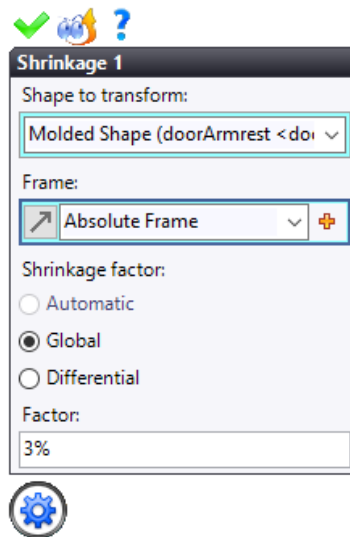 ?
Shrinkage 1
Shape to transform:
Molded Shape (doorArmrest <do
Frame:
Absolute Frame
Shrinkage factor:
Automatic
Global
Differential
Factor:
3%